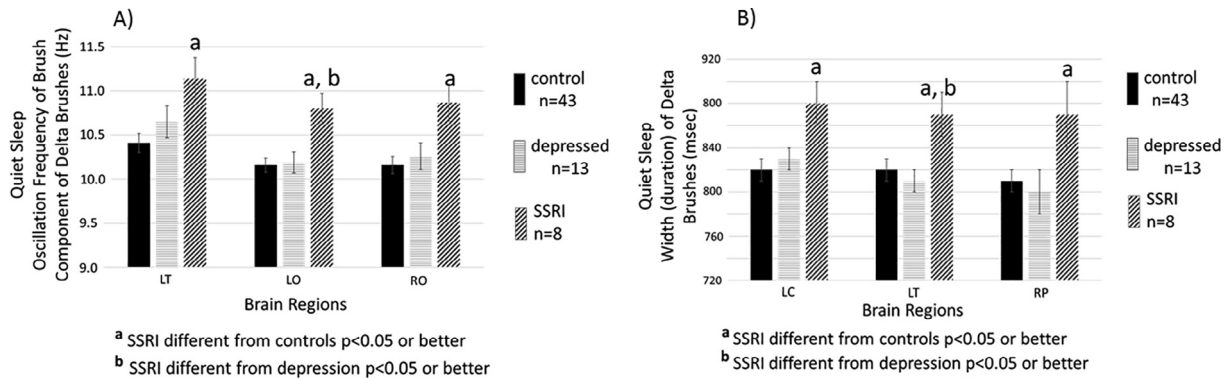 A)
Quiet Sleep
Oscillation Frequency of Brush
Component of Delta Brushes (Hz)
11.5
11.0
10.5
10.0
9.5
9.0
a
a, b
a
LT
LO
RO
Brain Regions
control
n=43
depressed
n=13
SSRI
n=8
a SSRI different from controls p<0.05 or better
b SSRI different from depression p<0.05 or better
B)
Quiet Sleep
Width (duration) of Delta
Brushes (msec)
920
800
840
800
760
720
a
a, b
a
LC
LT
RP
Brain Regions
control
n=43
depressed
n=13
SSRI
n=8
a SSRI different from controls p<0.05 or better
b SSRI different from depression p<0.05 or better